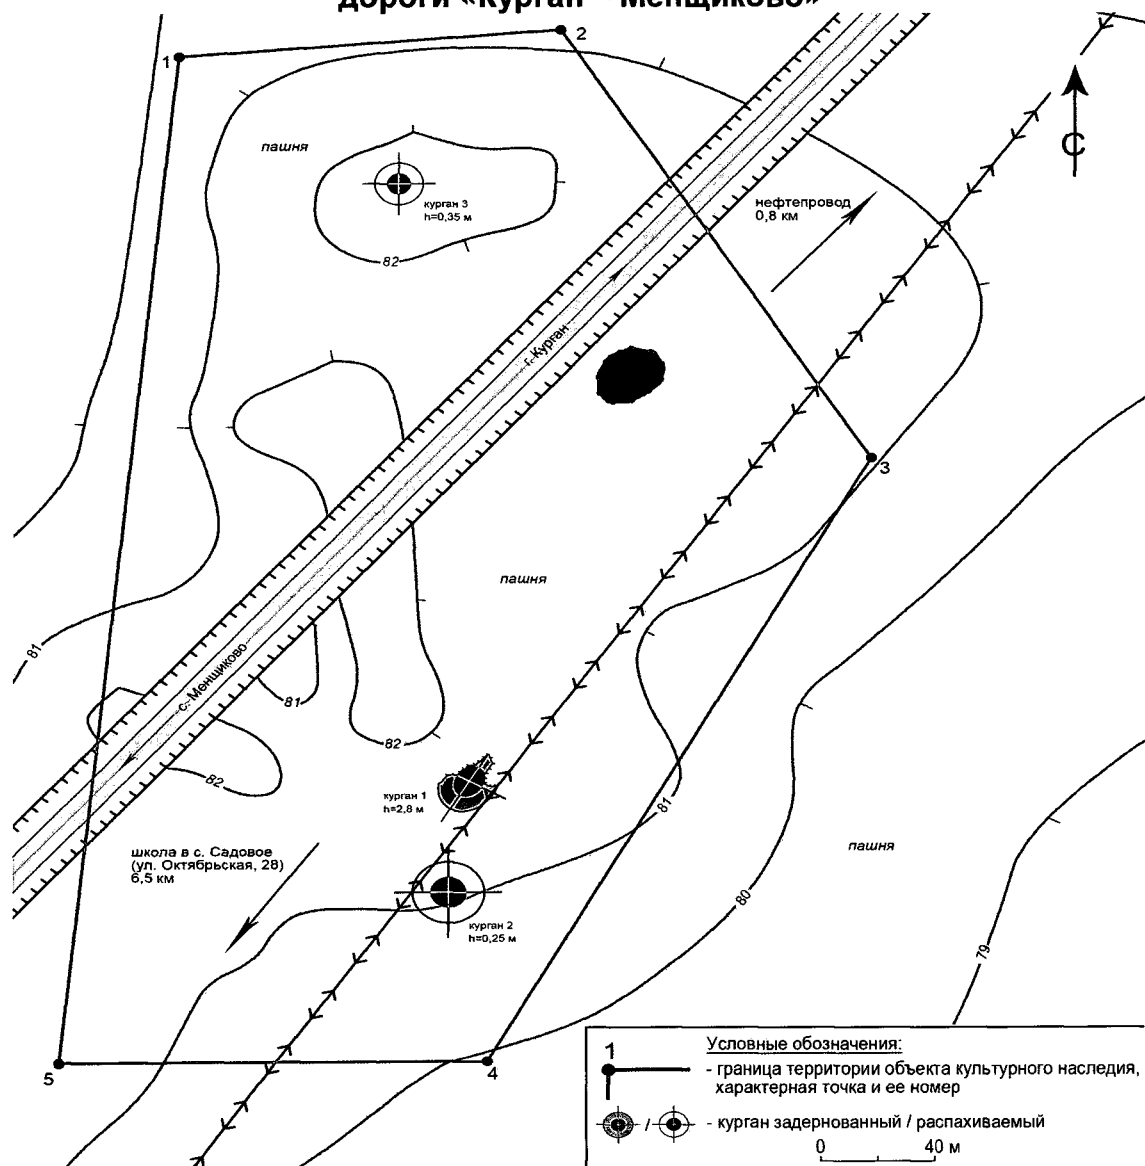 дороги «Курган - Менщиково»
1
2
С
пашня
курган 3
h=0,35 м
82
нефтепровод
0,8 км
г. Курган
3
пашня
81
с. Менщиково
81
82
82
курган 1
h=2,8 м
81
школа в с. Садовое
(ул. Октябрьская, 28)
6,5 км
пашня
80
курган 2
h=0,25 м
79
5
4
Условные обозначения:
1
- граница территории объекта культурного наследия,
характерная точка и ее номер
/ - курган задернованный / распахиваемый
0 40 м